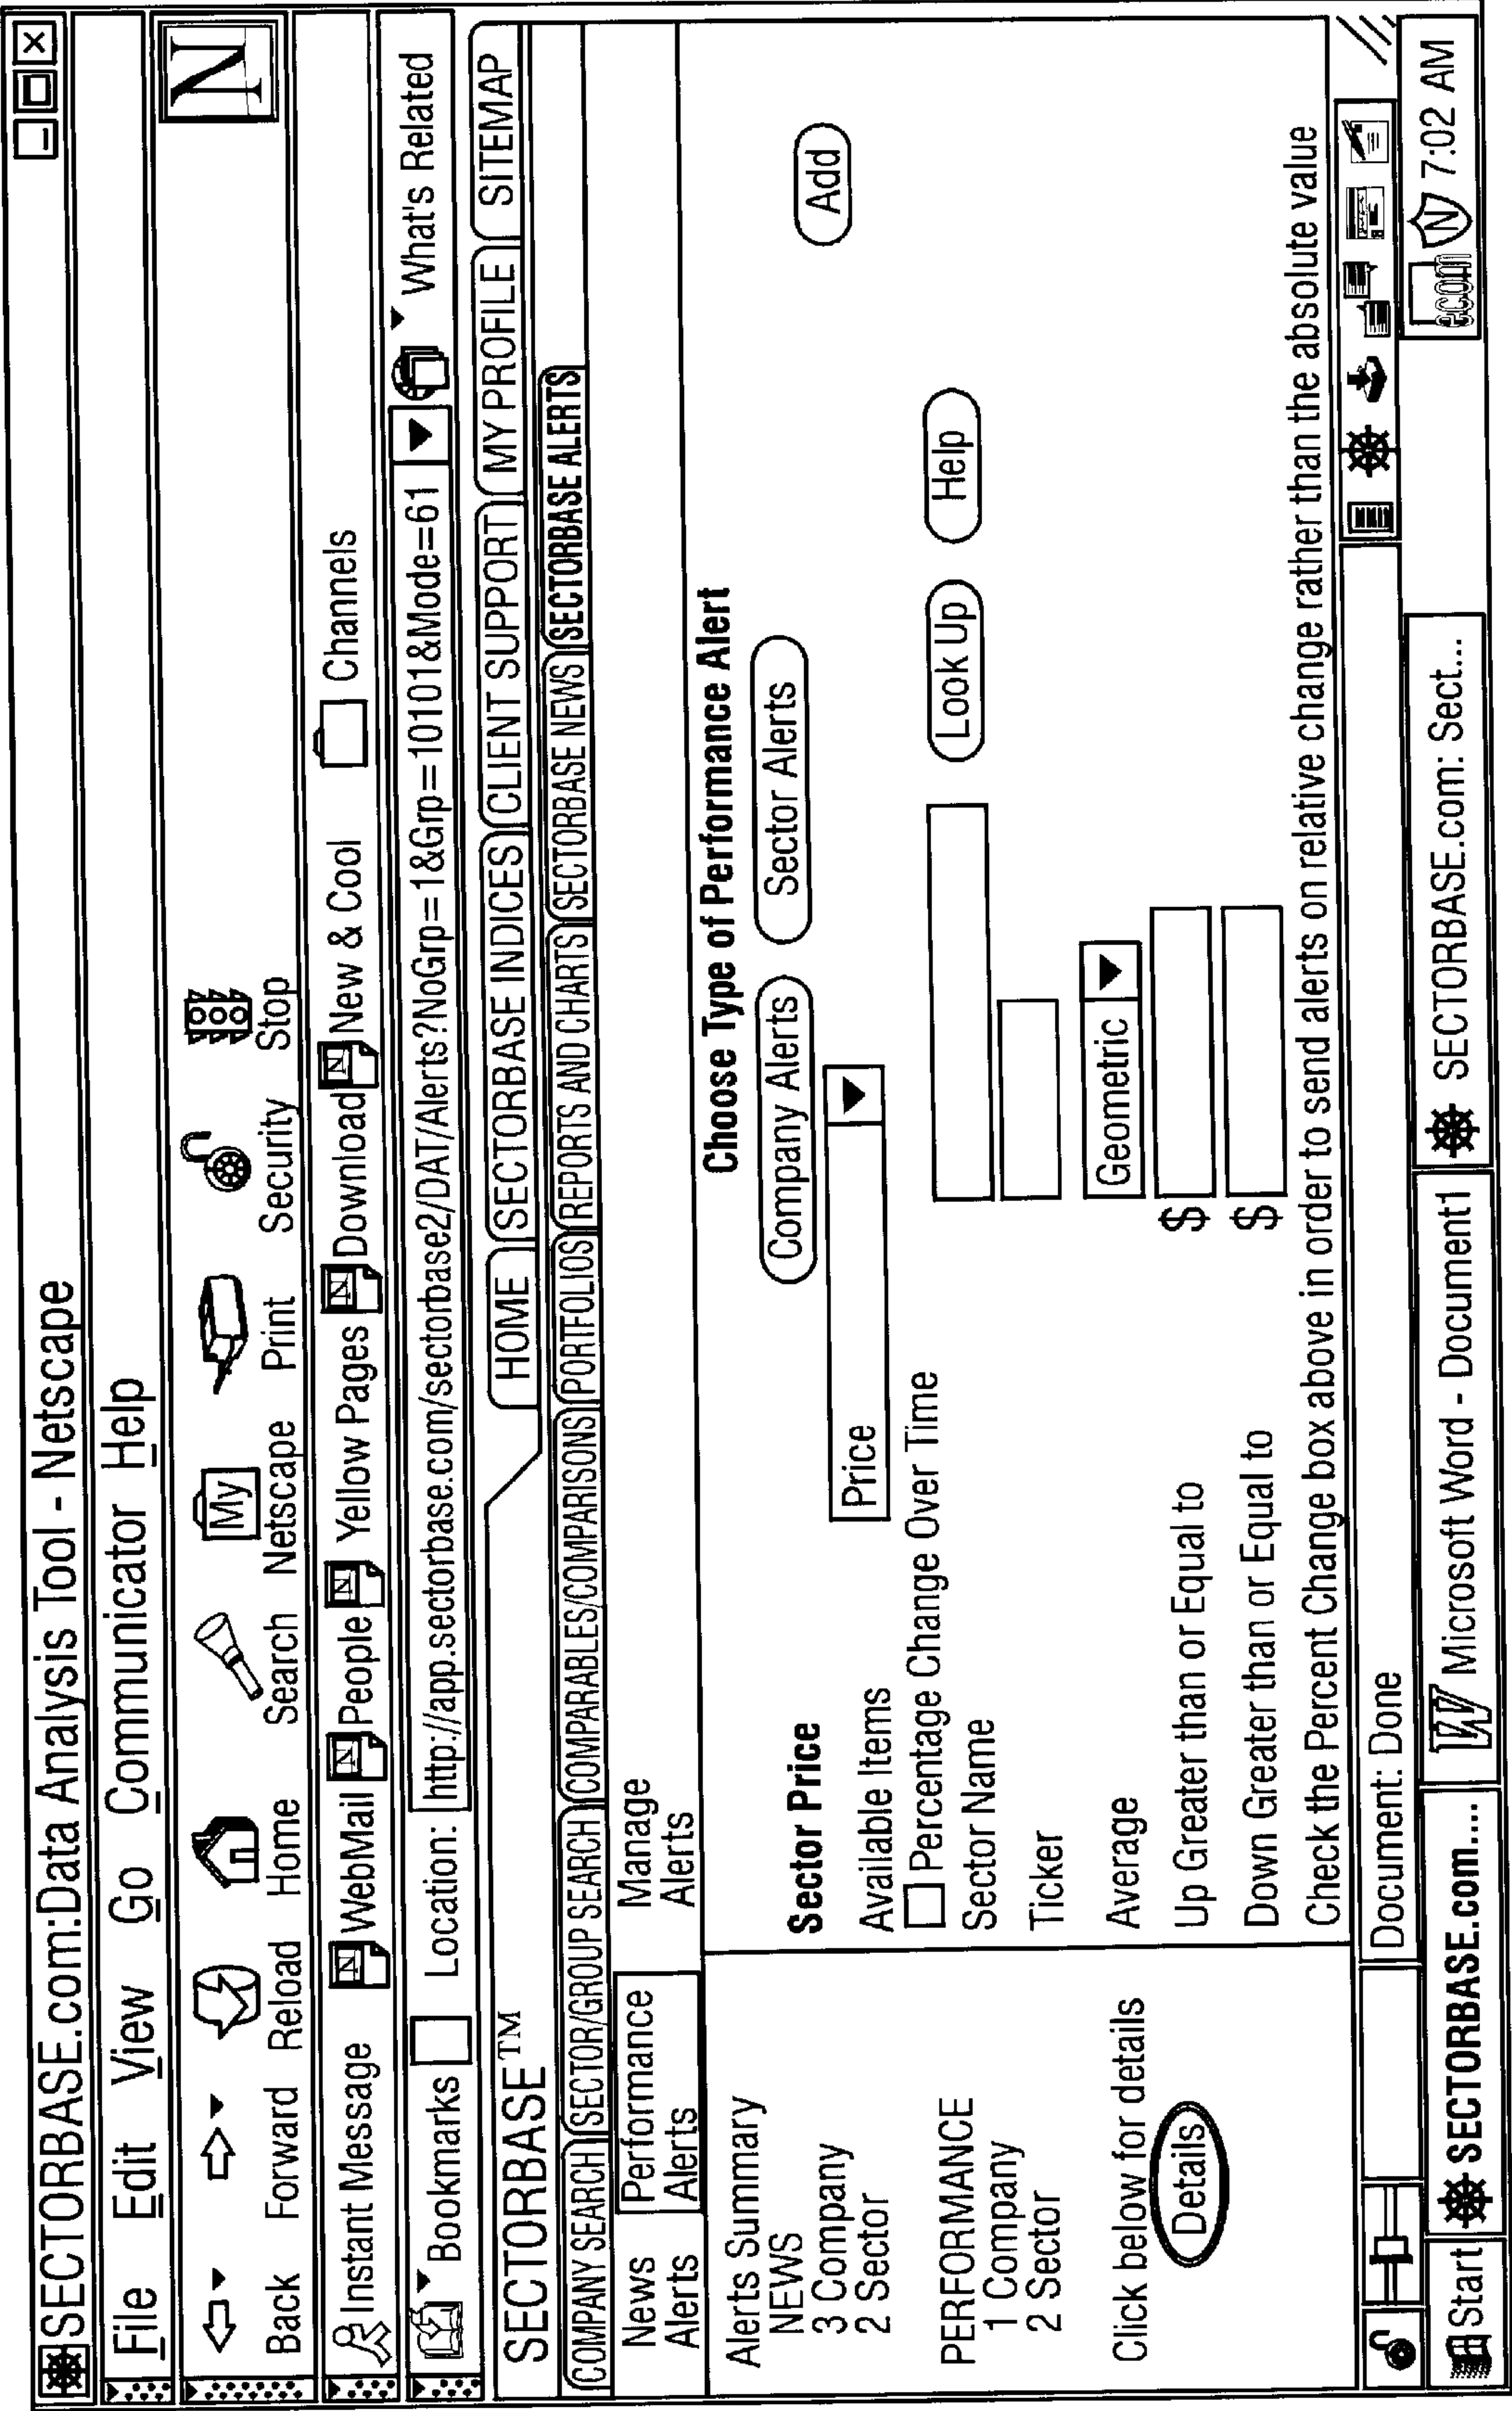 SECTORBASE.com:Data Analysis Tool - Netscape
File Edit View Go Communicator Help
N
Back Forward Reload Home Search Netscape Print Security Stop
My
Instant Message N WebMail N People N Yellow Pages N Download N New & Cool Channels
Bookmarks Location: http://app.sectorbase.com/sectorbase2/DAT/Alerts?NoGrp=1&Grp=10101&Mode=61 What's Related
SECTORBASE™ HOME SECTORBASE INDICES CLIENT SUPPORT MY PROFILE SITEMAP
COMPANY SEARCH SECTOR/GROUP SEARCH COMPARABLES/COMPARISONS PORTFOLIOS REPORTS AND CHARTS SECTORBASE NEWS SECTORBASE ALERTS
News Performance Manage
Alerts Alerts Alerts
Alerts Summary
NEWS
3 Company
2 Sector
PERFORMANCE
1 Company
2 Sector
Click below for details
Details
Choose Type of Performance Alert
Company Alerts Sector Alerts
Sector Price Add
Available Items Price
Percentage Change Over Time
Sector Name Look Up Help
Ticker
Average Geometric
Up Greater than or Equal to $
Down Greater than or Equal to $
Check the Percent Change box above in order to send alerts on relative change rather than the absolute value
Document: Done
Start SECTORBASE.com.... W Microsoft Word - Document1 SECTORBASE.com: Sect... ecom N 7:02 AM